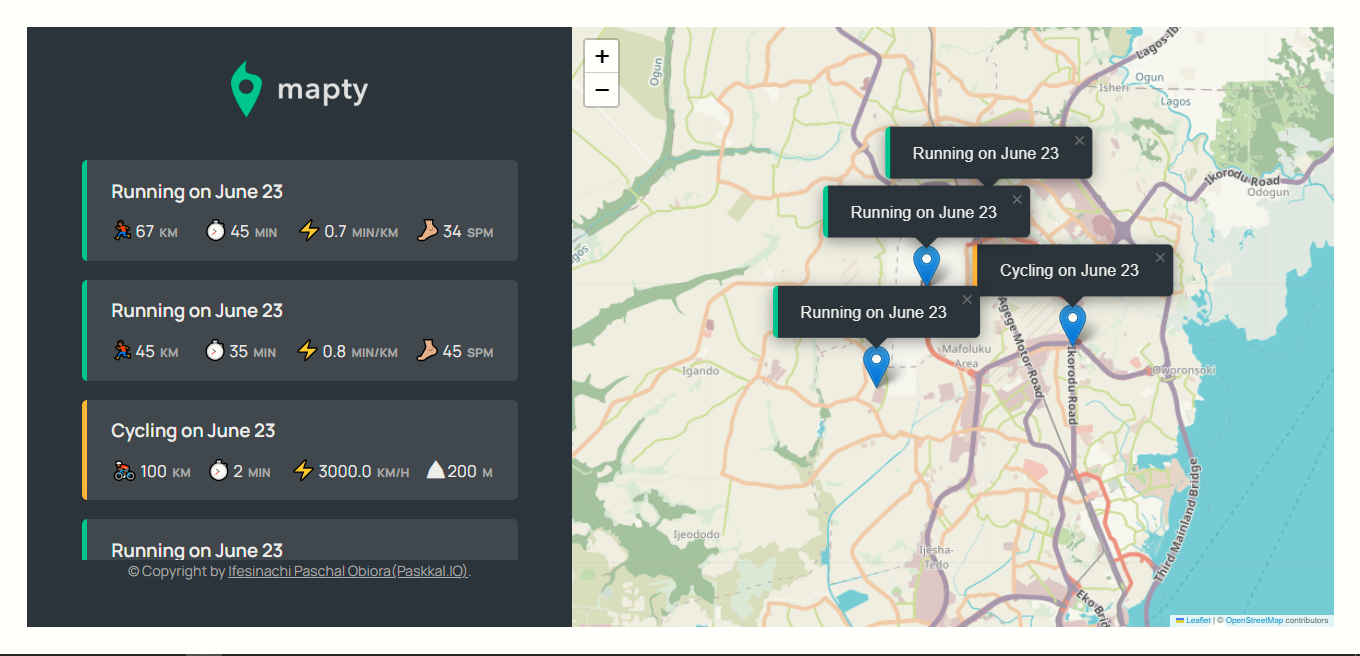 mapty
Running on June 23
67 KM 45 MIN 0.7 MIN/KM 34 SPM
Running on June 23
45 KM 35 MIN 0.8 MIN/KM 45 SPM
Cycling on June 23
100 KM 2 MIN 3000.0 KM/H 200 M
Running on June 23
© Copyright by Ifesinachi Paschal Obiora(Paskkal.IO).
+
−
Ogun
Lagos-Ib
Ogun
Isheri
Lagos
Running on June 23 ×
Ikorodu Road
Odogun
Running on June 23 ×
gos
Cycling on June 23 ×
Running on June 23 ×
Agege Motor Road
Mafoluku
Area
Ikorodu Road
Igando
Oworonsoki
Third Mainland Bridge
Ijeododo
Ijesha-
Tedo
Eko Brid
Leaflet | © OpenStreetMap contributors